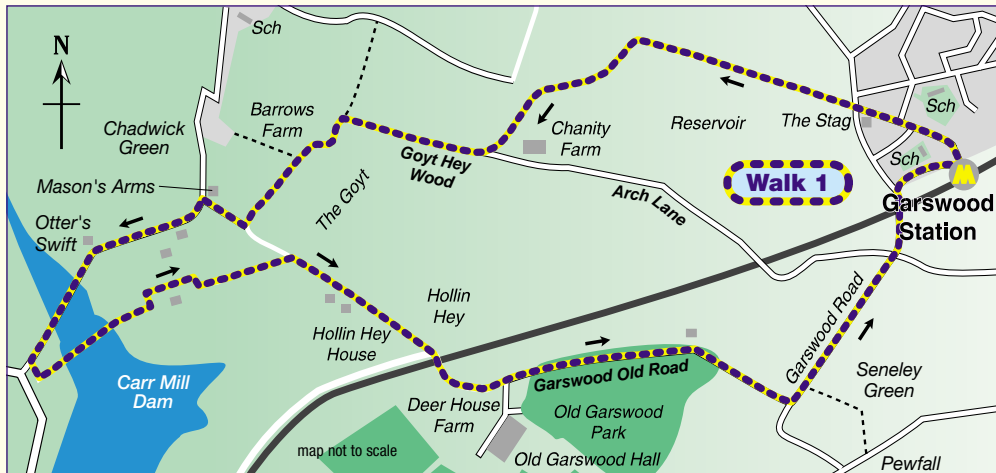 N
Sch
Chadwick
Green
Barrows
Farm
Mason's Arms
Otter's
Swift
The Goyt
Goyt Hey
Wood
Chanity
Farm
Reservoir
The Stag
Sch
Sch
Walk 1
M
Garswood
Station
Arch Lane
Hollin
Hey
Hollin Hey
House
Garswood Road
Seneley
Green
Carr Mill
Dam
Deer House
Farm
Garswood Old Road
Old Garswood
Park
map not to scale
Old Garswood Hall
Pewfall